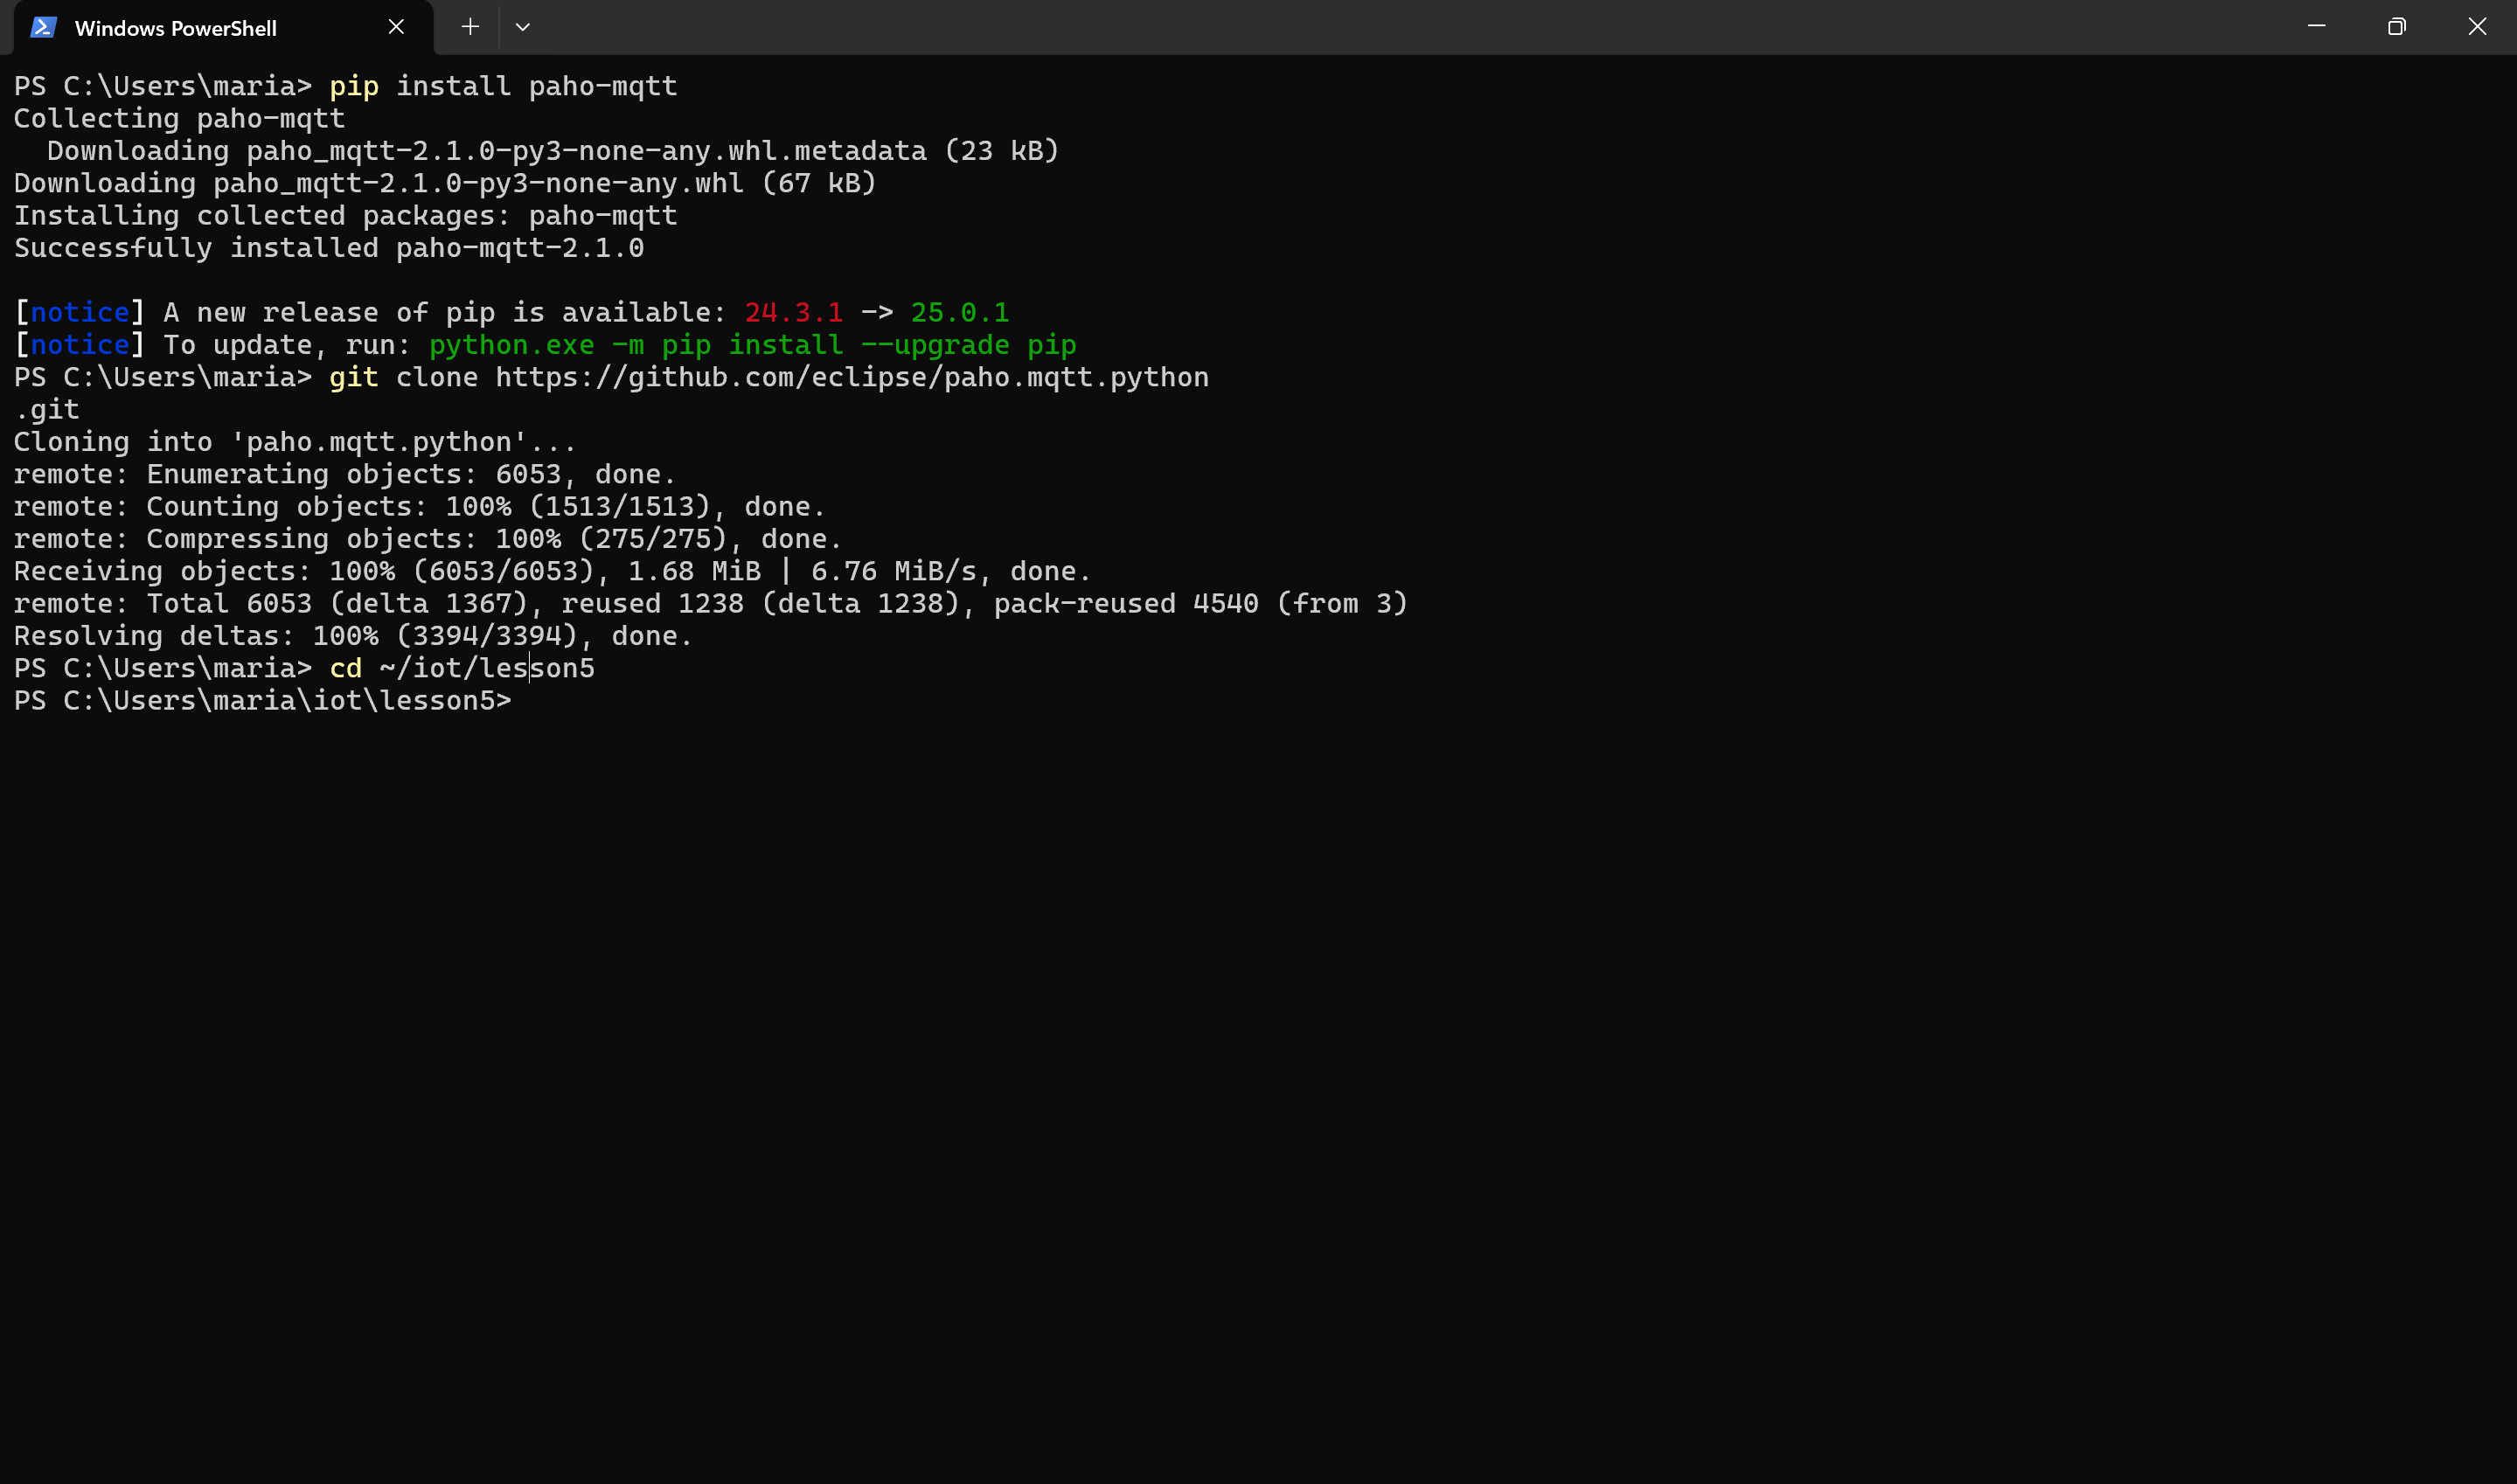 Windows PowerShell
PS C:\Users\maria> pip install paho-mqtt
Collecting paho-mqtt
  Downloading paho_mqtt-2.1.0-py3-none-any.whl.metadata (23 kB)
Downloading paho_mqtt-2.1.0-py3-none-any.whl (67 kB)
Installing collected packages: paho-mqtt
Successfully installed paho-mqtt-2.1.0

[notice] A new release of pip is available: 24.3.1 -> 25.0.1
[notice] To update, run: python.exe -m pip install --upgrade pip
PS C:\Users\maria> git clone https://github.com/eclipse/paho.mqtt.python
.git
Cloning into 'paho.mqtt.python'...
remote: Enumerating objects: 6053, done.
remote: Counting objects: 100% (1513/1513), done.
remote: Compressing objects: 100% (275/275), done.
Receiving objects: 100% (6053/6053), 1.68 MiB | 6.76 MiB/s, done.
remote: Total 6053 (delta 1367), reused 1238 (delta 1238), pack-reused 4540 (from 3)
Resolving deltas: 100% (3394/3394), done.
PS C:\Users\maria> cd ~/iot/lesson5
PS C:\Users\maria\iot\lesson5>